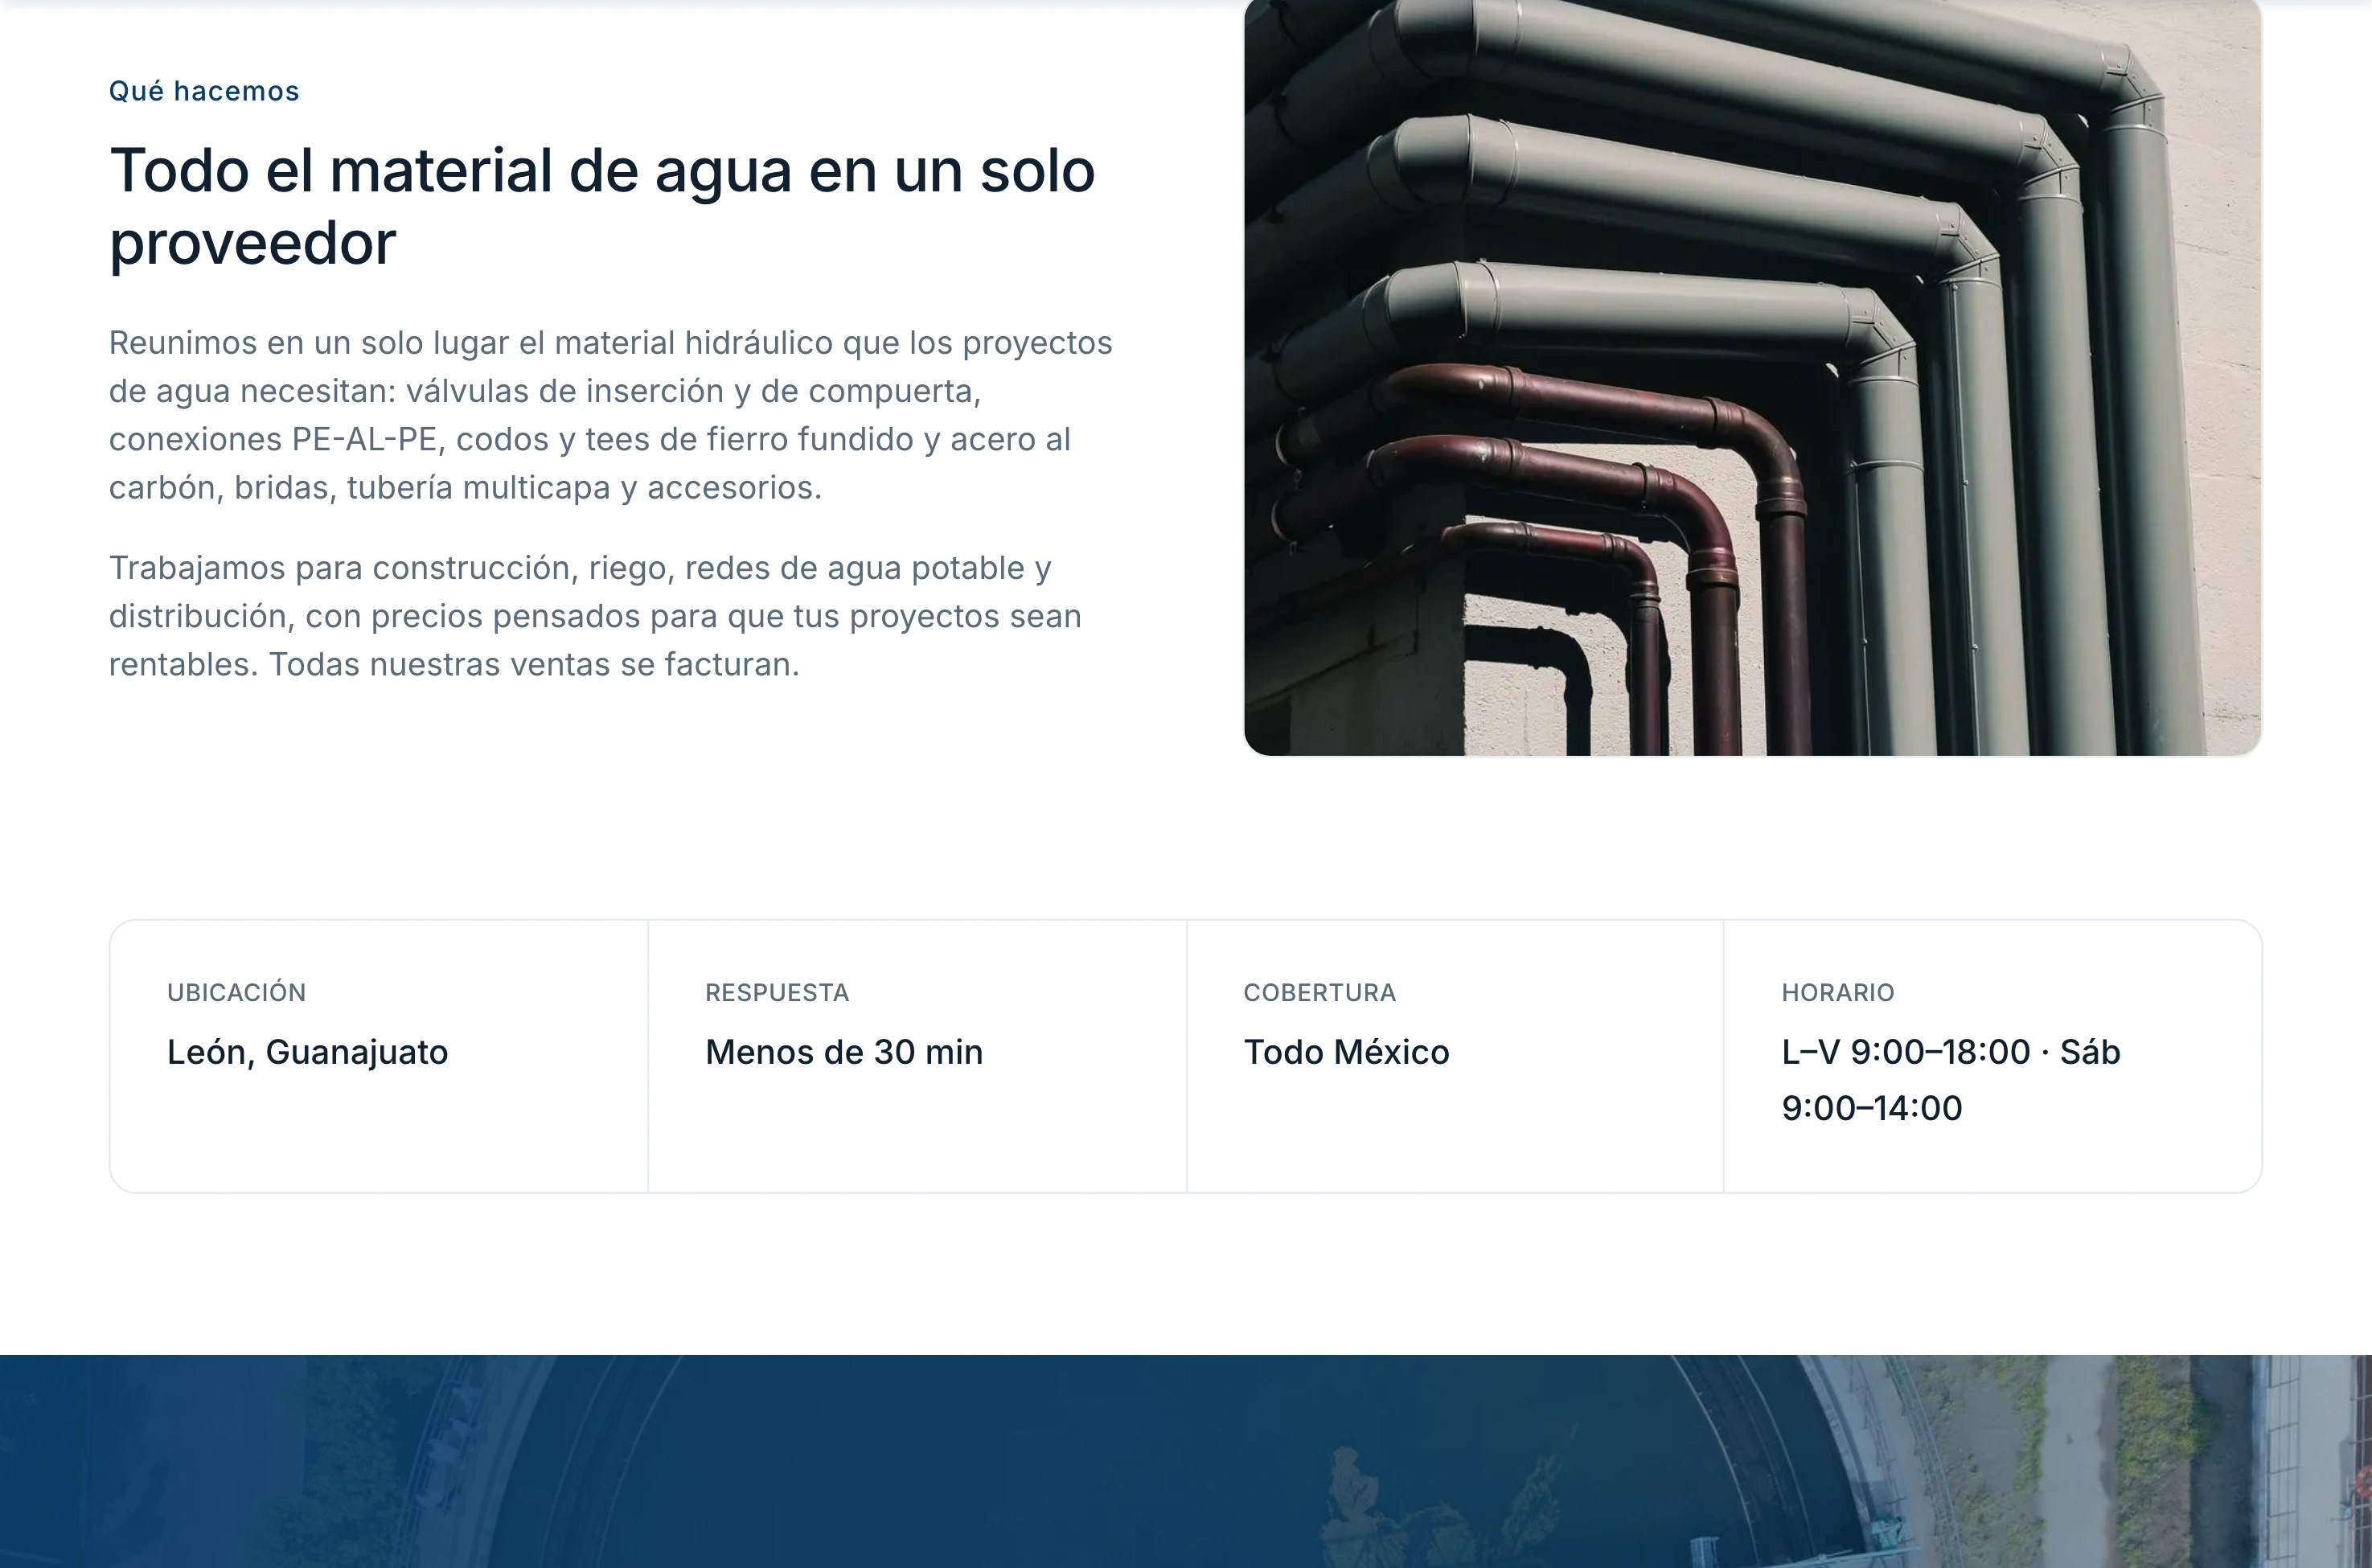 Qué hacemos
Todo el material de agua en un solo
proveedor
Reunimos en un solo lugar el material hidráulico que los proyectos
de agua necesitan: válvulas de inserción y de compuerta,
conexiones PE-AL-PE, codos y tees de fierro fundido y acero al
carbón, bridas, tubería multicapa y accesorios.
Trabajamos para construcción, riego, redes de agua potable y
distribución, con precios pensados para que tus proyectos sean
rentables. Todas nuestras ventas se facturan.
UBICACIÓN
León, Guanajuato
RESPUESTA
Menos de 30 min
COBERTURA
Todo México
HORARIO
L–V 9:00–18:00 · Sáb
9:00–14:00